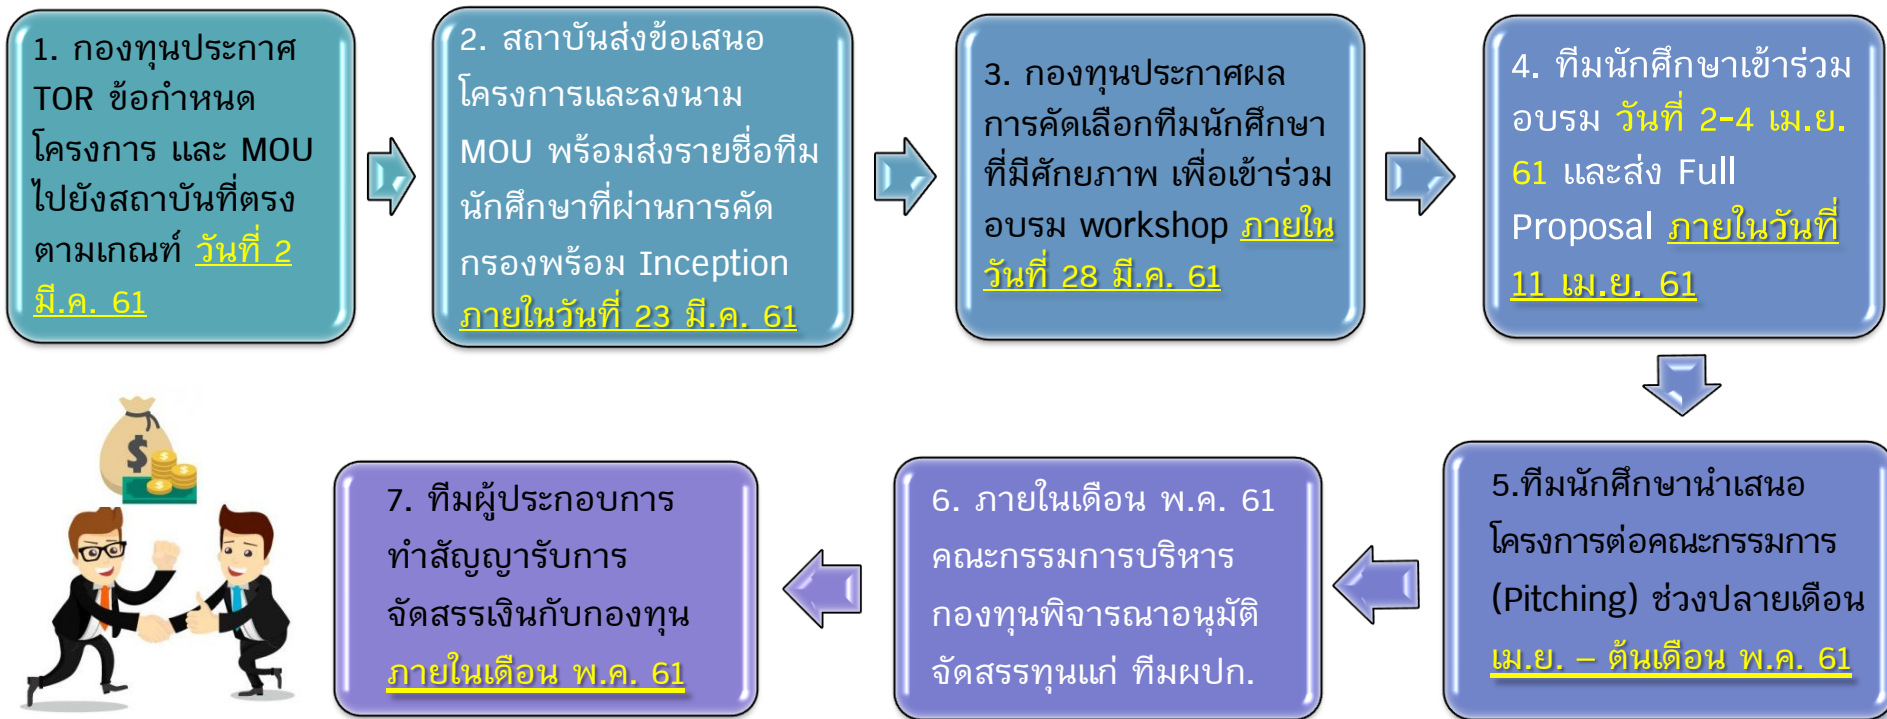 1. กองทุนประกาศ
TOR ข้อกำหนด
โครงการ และ MOU
ไปยังสถาบันที่ตรง
ตามเกณฑ์ วันที่ 2
มี.ค. 61
2. สถาบันส่งข้อเสนอ
โครงการและลงนาม
MOU พร้อมส่งรายชื่อทีม
นักศึกษาที่ผ่านการคัด
กรองพร้อม Inception
ภายในวันที่ 23 มี.ค. 61
3. กองทุนประกาศผล
การคัดเลือกทีมนักศึกษา
ที่มีศักยภาพ เพื่อเข้าร่วม
อบรม workshop ภายใน
วันที่ 28 มี.ค. 61
4. ทีมนักศึกษาเข้าร่วม
อบรม วันที่ 2-4 เม.ย.
61 และส่ง Full
Proposal ภายในวันที่
11 เม.ย. 61
5.ทีมนักศึกษานำเสนอ
โครงการต่อคณะกรรมการ
(Pitching) ช่วงปลายเดือน
เม.ย. – ต้นเดือน พ.ค. 61
6. ภายในเดือน พ.ค. 61
คณะกรรมการบริหาร
กองทุนพิจารณาอนุมัติ
จัดสรรทุนแก่ ทีมผปก.
7. ทีมผู้ประกอบการ
ทำสัญญารับการ
จัดสรรเงินกับกองทุน
ภายในเดือน พ.ค. 61